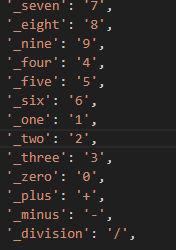 '_seven': '7',
'_eight': '8',
'_nine': '9',
'_four': '4',
'_five': '5',
'_six': '6',
'_one': '1',
'_two': '2',
'_three': '3',
'_zero': '0',
'_plus': '+',
'_minus': '-',
'_division': '/',